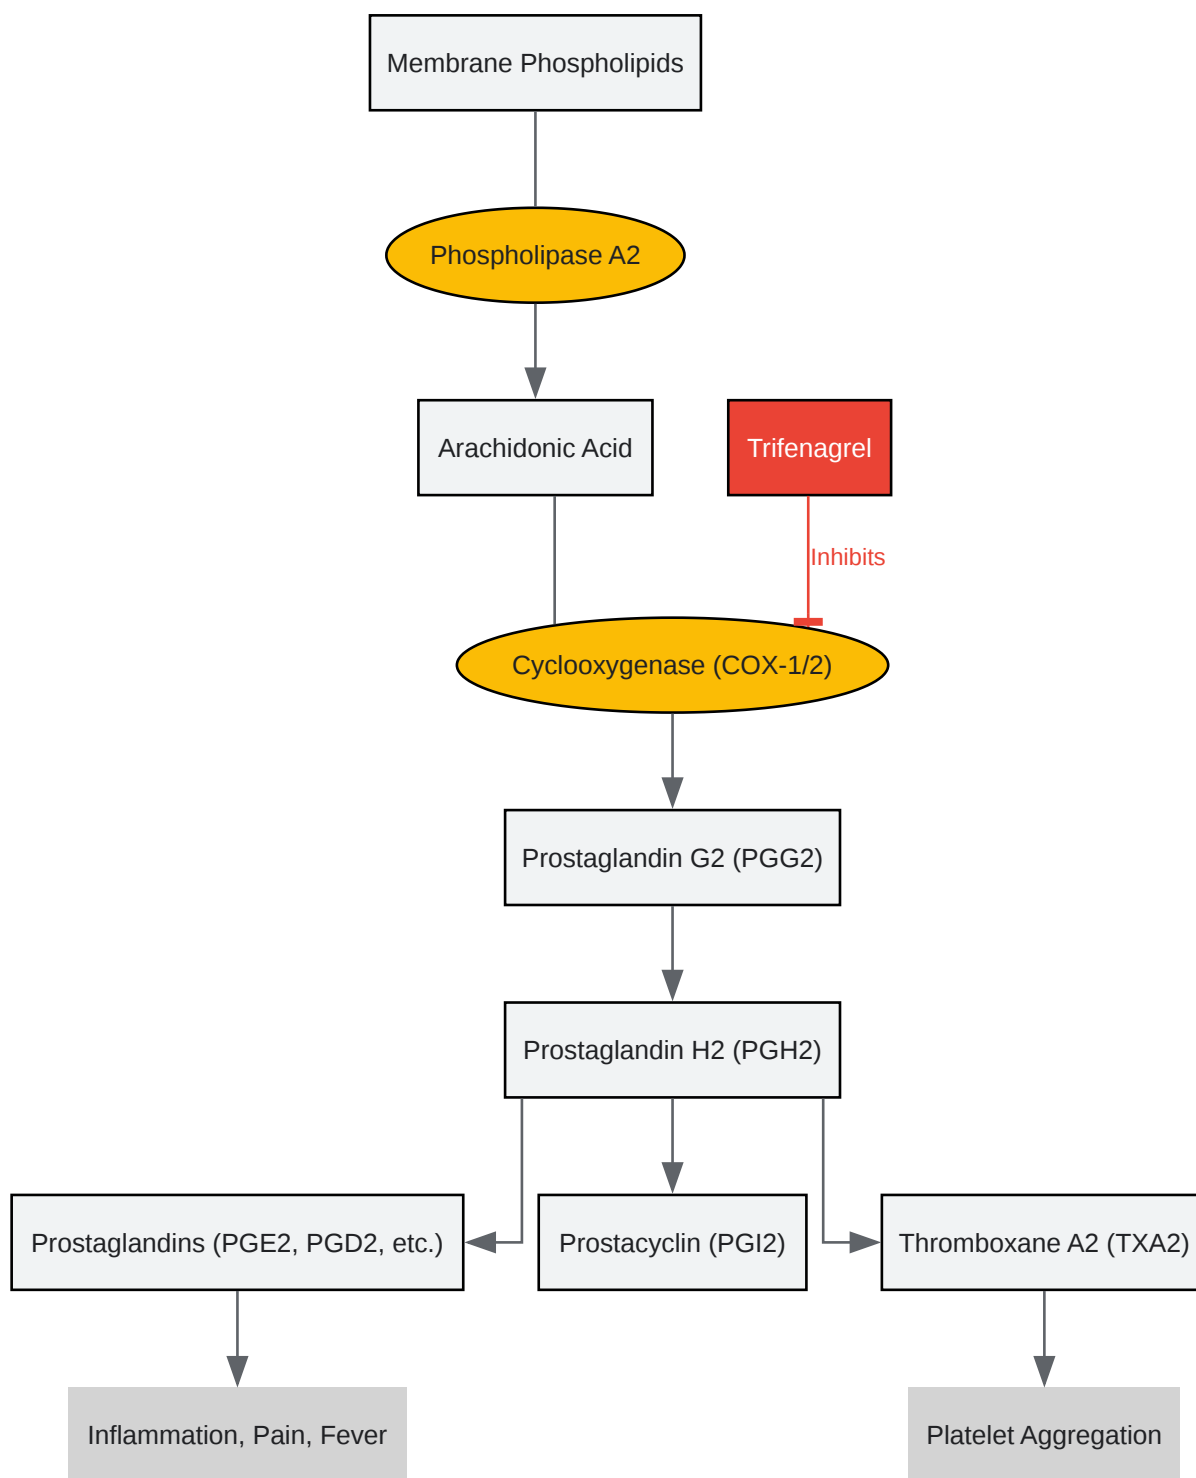 Membrane Phospholipids
Phospholipase A2
Arachidonic Acid
Trifenagrel
Inhibits
Cyclooxygenase (COX-1/2)
Prostaglandin G2 (PGG2)
Prostaglandin H2 (PGH2)
Prostaglandins (PGE2, PGD2, etc.)
Prostacyclin (PGI2)
Thromboxane A2 (TXA2)
Inflammation, Pain, Fever
Platelet Aggregation